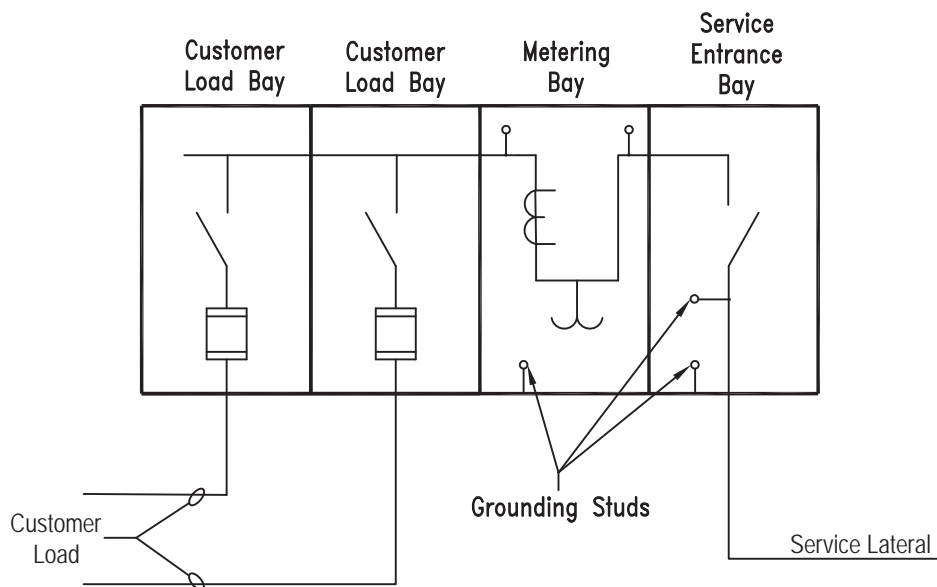 Customer
Load Bay
Customer
Load Bay
Metering
Bay
Service
Entrance
Bay
Grounding Studs
Customer
Load
Service Lateral